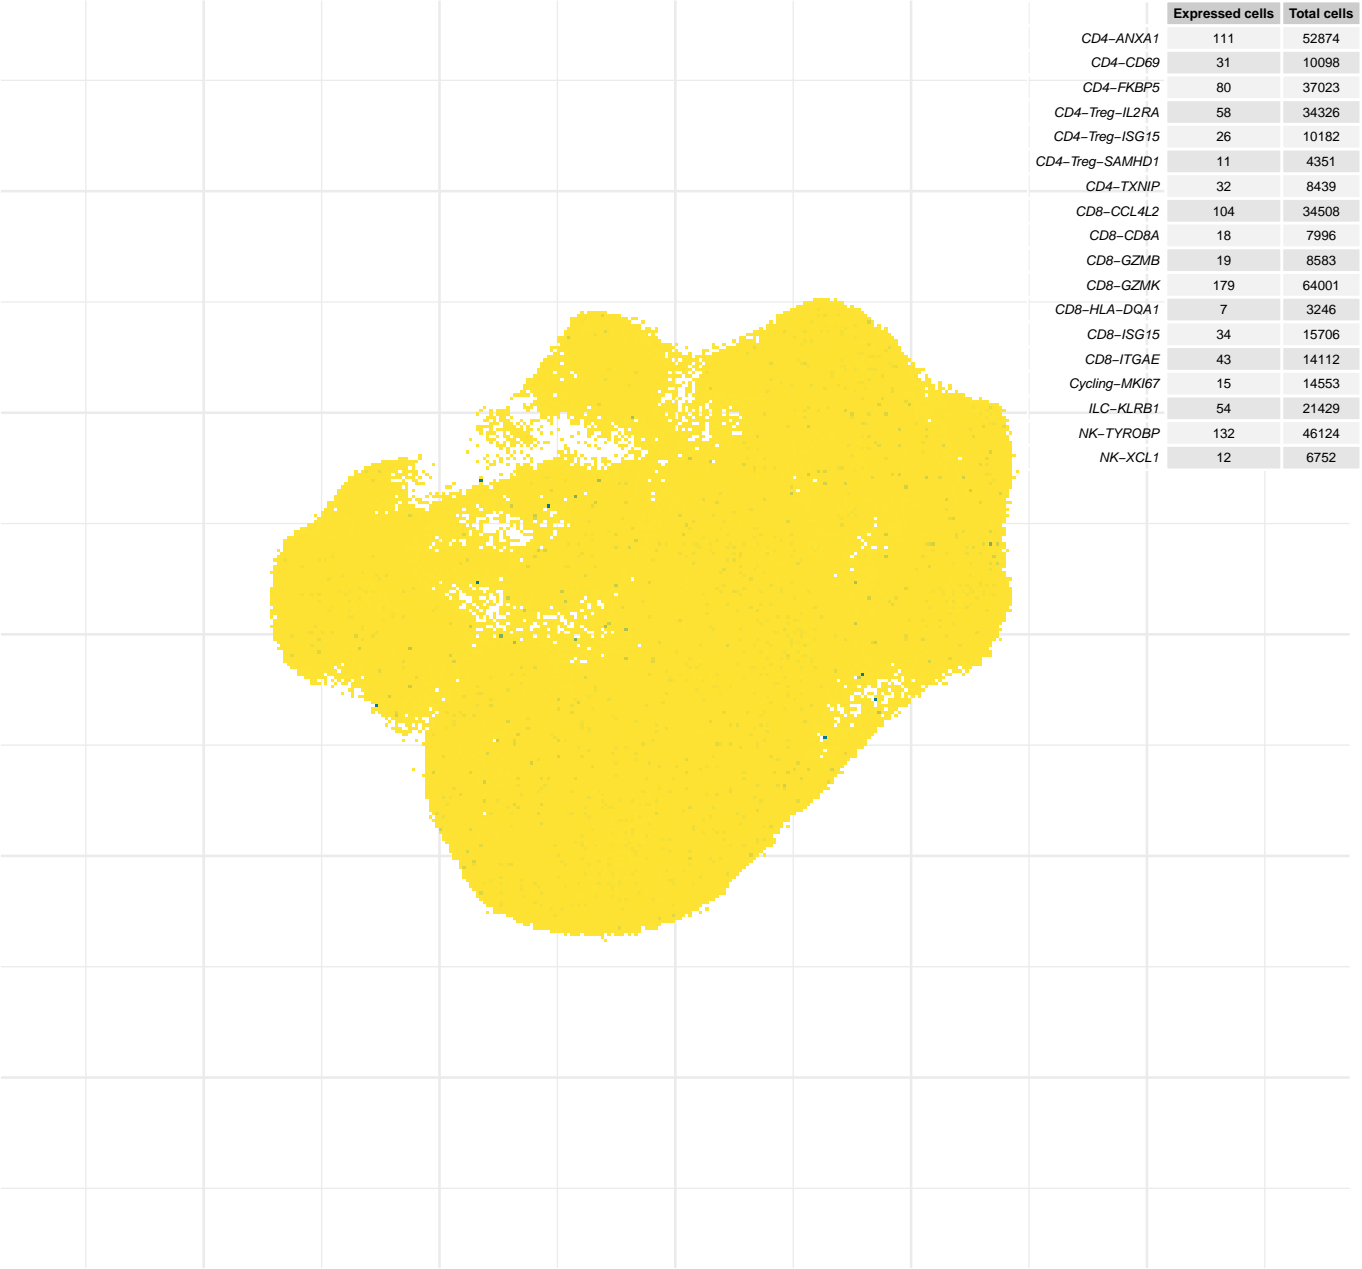 Expressed cells Total cells
CD4−ANXA1 111 52874
CD4−CD69 31 10098
CD4−FKBP5 80 37023
CD4−Treg−IL2RA 58 34326
CD4−Treg−ISG15 26 10182
CD4−Treg−SAMHD1 11 4351
CD4−TXNIP 32 8439
CD8−CCL4L2 104 34508
CD8−CD8A 18 7996
CD8−GZMB 19 8583
CD8−GZMK 179 64001
CD8−HLA−DQA1 7 3246
CD8−ISG15 34 15706
CD8−ITGAE 43 14112
Cycling−MKI67 15 14553
ILC−KLRB1 54 21429
NK−TYROBP 132 46124
NK−XCL1 12 6752